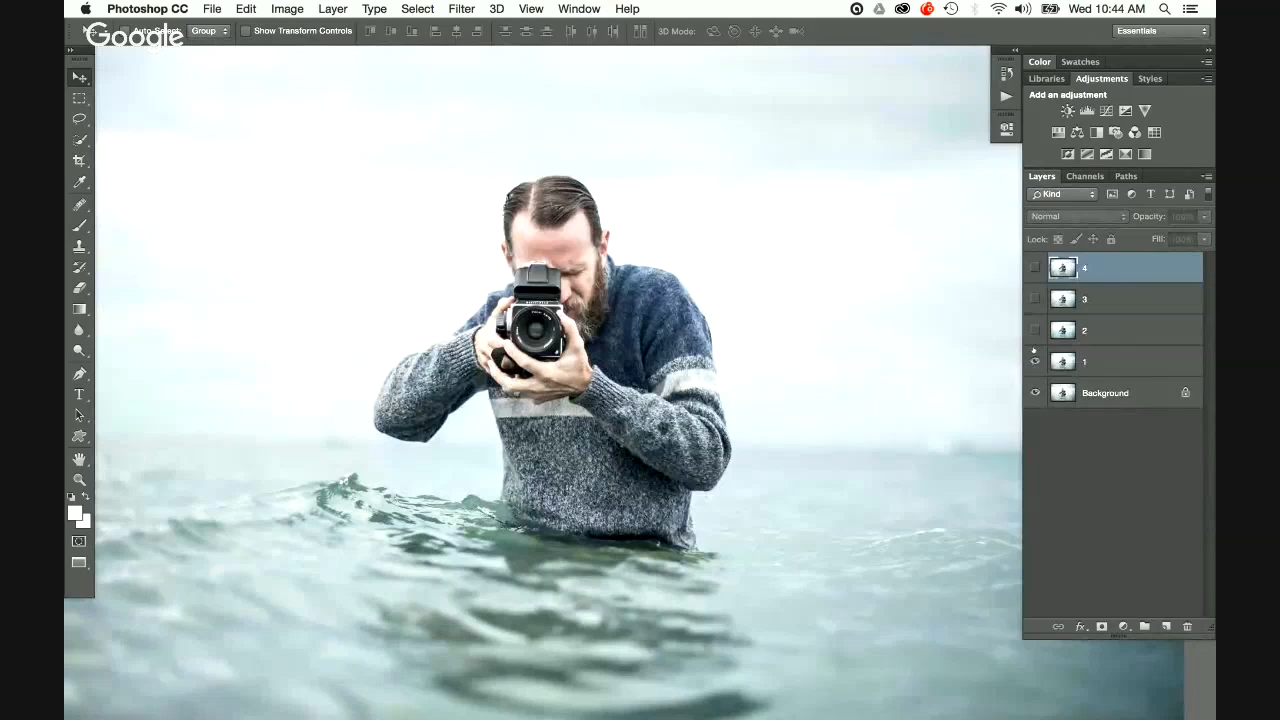 Photoshop CC File Edit Image Layer Type Select Filter 3D View Window Help Wed 10:44 AM
Google
Auto-Select: Group Show Transform Controls 3D Mode: Essentials
Color Swatches
Libraries Adjustments Styles
Add an adjustment
Layers Channels Paths
Kind
Normal Opacity: 100%
Lock: Fill:
4
3
2
1
Background